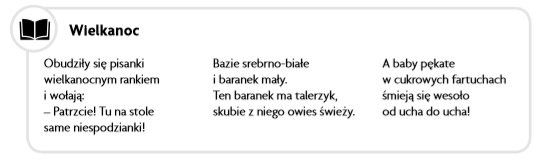 Wielkanoc
Obudziły się pisanki
wielkanocnym rankiem
i wołają:
– Patrzcie! Tu na stole
same niespodzianki!
Bazie srebrno-białe
i baranek mały.
Ten baranek ma talerzyk,
skubie z niego owies świeży.
A baby pękate
w cukrowych fartuchach
śmieją się wesoło
od ucha do ucha!